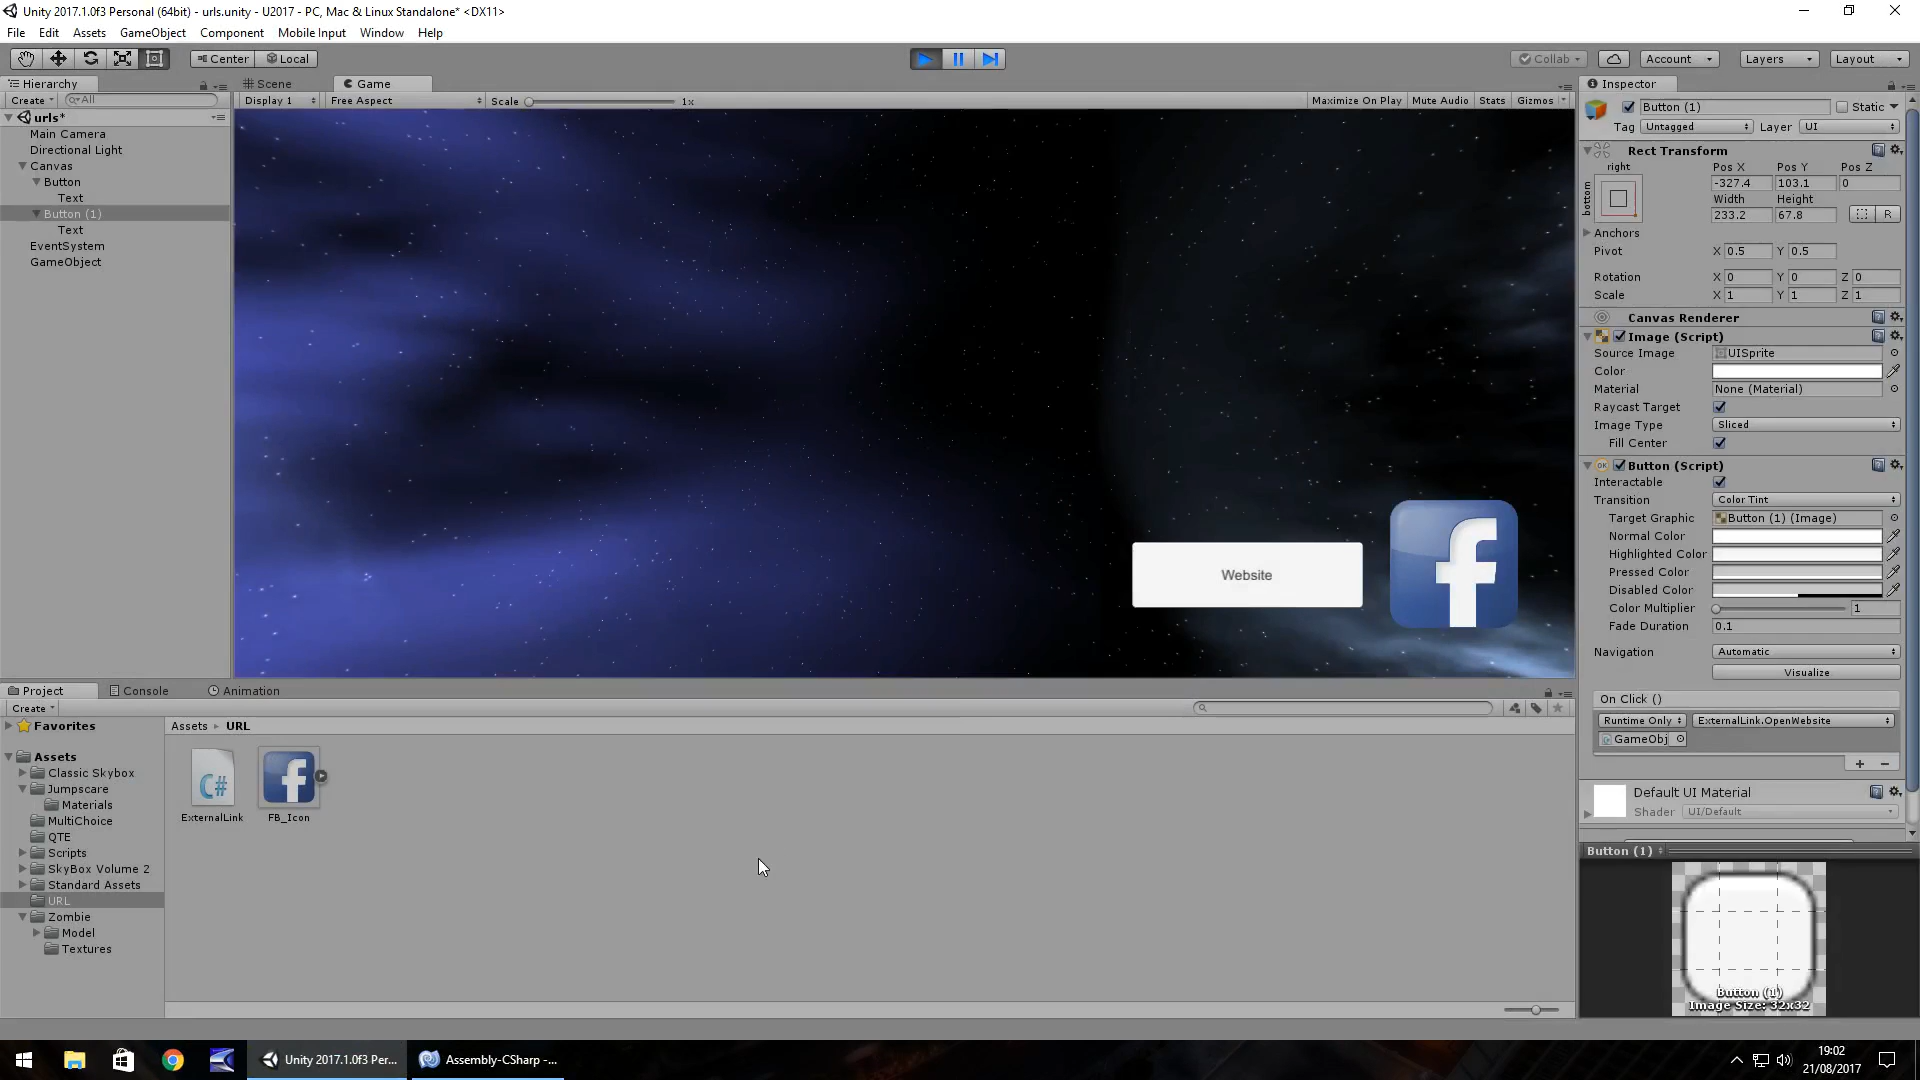 Unity 2017.1.0f3 Personal (64bit) - urls.unity - U2017 - PC, Mac & Linux Standalone* <DX11>
File Edit Assets GameObject Component Mobile Input Window Help
Center Local
Collab Account Layers Layout
Hierarchy
Create All
urls*
Main Camera
Directional Light
Canvas
Button
Text
Button (1)
Text
EventSystem
GameObject
Scene Game
Display 1 Free Aspect Scale 1x Maximize On Play Mute Audio Stats Gizmos
Website
f
Inspector
Button (1) Static
Tag Untagged Layer UI
Rect Transform
right
bottom
Pos X Pos Y Pos Z
-327.4 103.1 0
Width Height
233.2 67.8 R
Anchors
Pivot X 0.5 Y 0.5
Rotation X 0 Y 0 Z 0
Scale X 1 Y 1 Z 1
Canvas Renderer
Image (Script)
Source Image UISprite
Color
Material None (Material)
Raycast Target
Image Type Sliced
Fill Center
OK Button (Script)
Interactable
Transition Color Tint
Target Graphic Button (1) (Image)
Normal Color
Highlighted Color
Pressed Color
Disabled Color
Color Multiplier 1
Fade Duration 0.1
Navigation Automatic
Visualize
On Click ()
Runtime Only ExternalLink.OpenWebsite
GameObj
+ −
Default UI Material
Shader UI/Default
Button (1)
Button (1)
Image Size: 32x32
Project Console Animation
Create
Favorites
Assets
Classic Skybox
Jumpscare
Materials
MultiChoice
QTE
Scripts
SkyBox Volume 2
Standard Assets
URL
Zombie
Model
Textures
Assets URL
C#
ExternalLink
f
FB_Icon
Unity 2017.1.0f3 Per...
Assembly-CSharp -...
19:02
21/08/2017